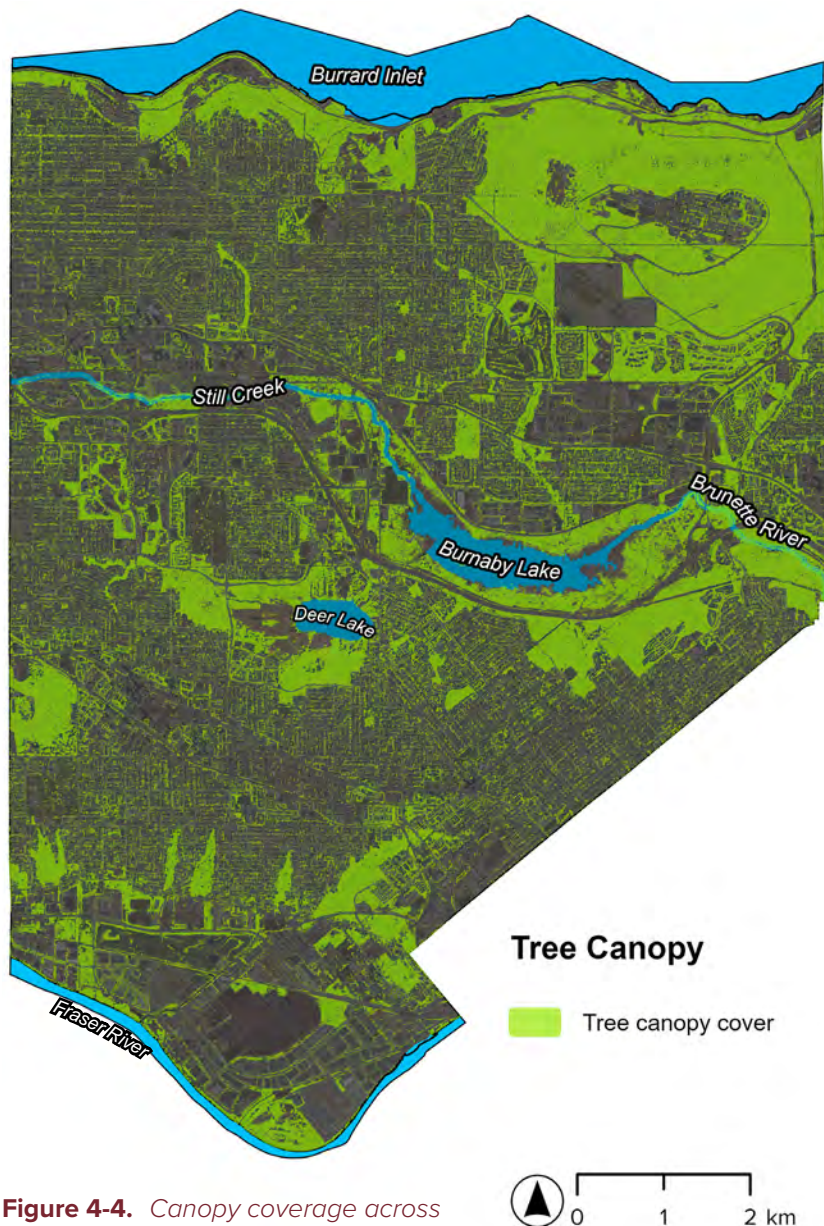 Burrard Inlet
Still Creek
Brunette River
Burnaby Lake
Deer Lake
Fraser River
Tree Canopy
Tree canopy cover
0 1 2 km
Figure 4-4. Canopy coverage across